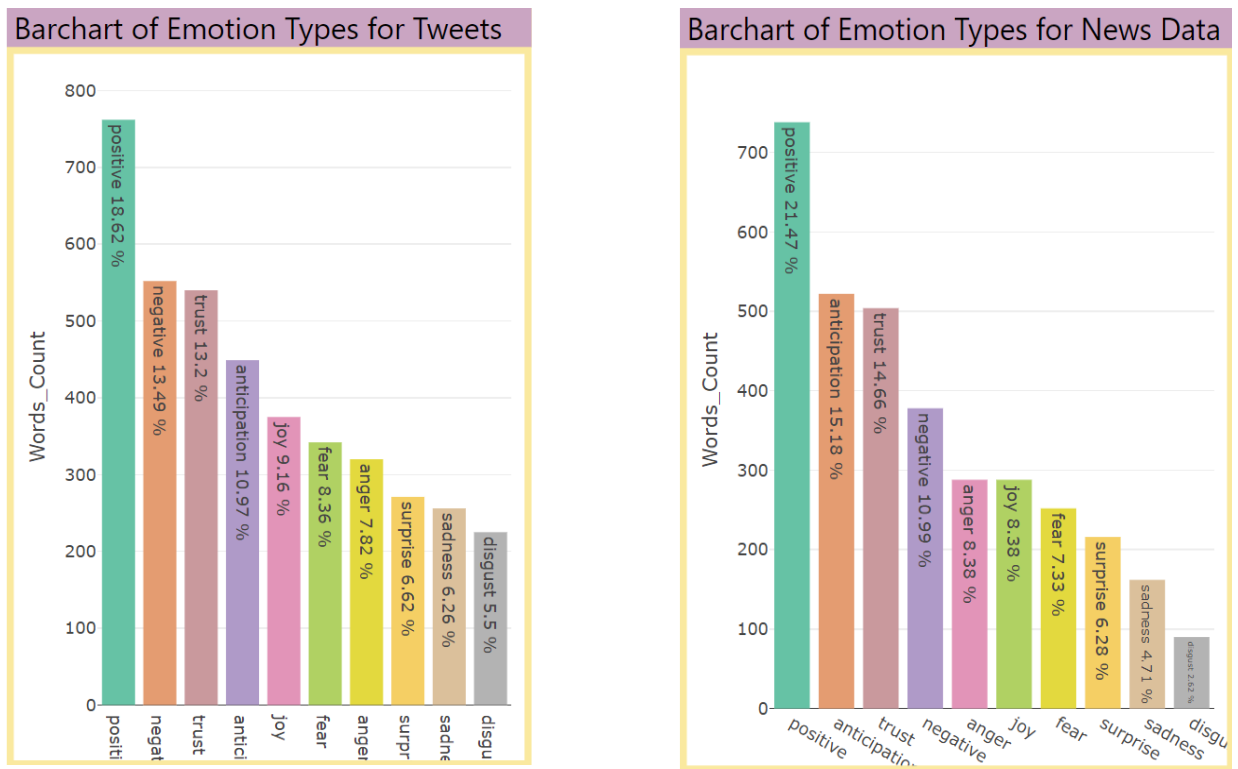 Barchart of Emotion Types for Tweets
800
700
600
500
400
300
200
100
0
Words_Count
positive 18.62 %
negative 13.49 %
trust 13.2 %
anticipation 10.97 %
joy 9.16 %
fear 8.36 %
anger 7.82 %
surprise 6.62 %
sadness 6.26 %
disgust 5.5 %
positi
negat
trust
antici
joy
fear
anger
surpr
sadne
disgu
Barchart of Emotion Types for News Data
700
600
500
400
300
200
100
0
Words_Count
positive 21.47 %
anticipation 15.18 %
trust 14.66 %
negative 10.99 %
anger 8.38 %
joy 8.38 %
fear 7.33 %
surprise 6.28 %
sadness 4.71 %
disgust 2.62 %
positive
anticipation
trust
negative
anger
joy
fear
surprise
sadness
disgu